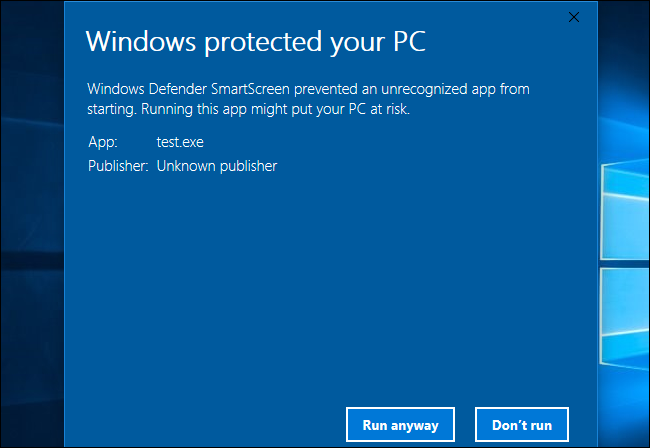 Windows protected your PC
Windows Defender SmartScreen prevented an unrecognized app from
starting. Running this app might put your PC at risk.
App: test.exe
Publisher: Unknown publisher
Run anyway Don't run